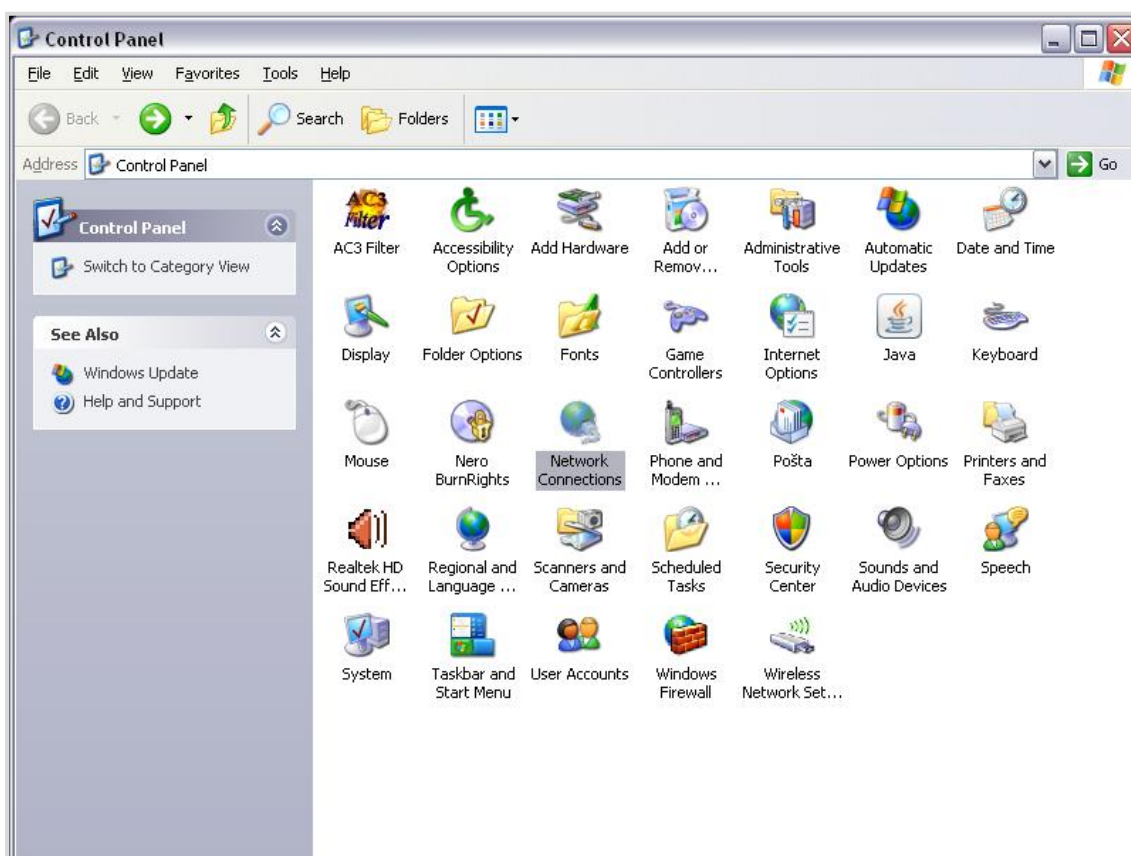 Control Panel
File Edit View Favorites Tools Help
Back Search Folders
Address Control Panel Go
Control Panel
Switch to Category View
See Also
Windows Update
Help and Support
AC3 Filter
AC3 Filter
Accessibility Options
Add Hardware
Add or Remov...
Administrative Tools
Automatic Updates
Date and Time
Display
Folder Options
Fonts
Game Controllers
Internet Options
Java
Keyboard
Mouse
Nero BurnRights
Network Connections
Phone and Modem ...
Pošta
Power Options
Printers and Faxes
Realtek HD Sound Eff...
Regional and Language ...
Scanners and Cameras
Scheduled Tasks
Security Center
Sounds and Audio Devices
Speech
System
Taskbar and Start Menu
User Accounts
Windows Firewall
Wireless Network Set...